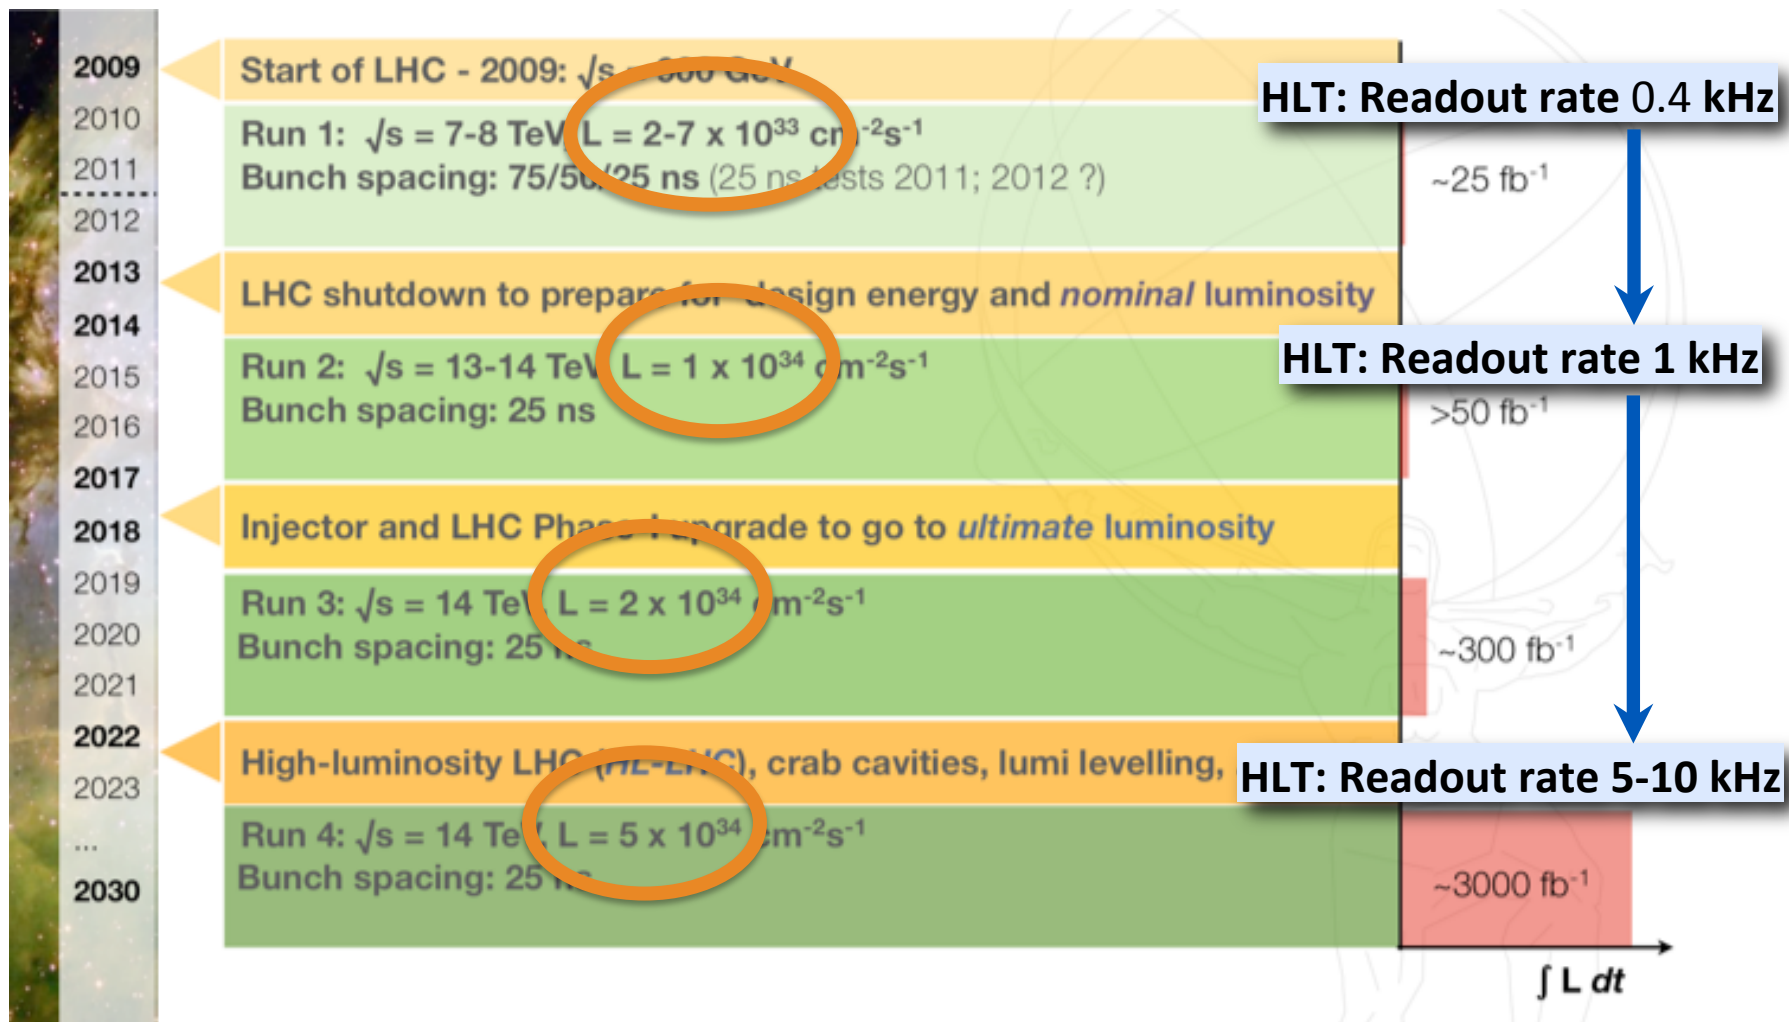 2009
2010
2011
2012
2013
2014
2015
2016
2017
2018
2019
2020
2021
2022
2023
...
2030
Start of LHC - 2009: √s = 900 GeV
Run 1: √s = 7-8 TeV, L = 2-7 x 10³³ cm⁻²s⁻¹
Bunch spacing: 75/50/25 ns (25 ns tests 2011; 2012 ?)
LHC shutdown to prepare for design energy and nominal luminosity
Run 2: √s = 13-14 TeV, L = 1 x 10³⁴ cm⁻²s⁻¹
Bunch spacing: 25 ns
Injector and LHC Phase-I upgrade to go to ultimate luminosity
Run 3: √s = 14 TeV, L = 2 x 10³⁴ cm⁻²s⁻¹
Bunch spacing: 25 ns
High-luminosity LHC (HL-LHC), crab cavities, lumi levelling,
Run 4: √s = 14 TeV, L = 5 x 10³⁴ cm⁻²s⁻¹
Bunch spacing: 25 ns
HLT: Readout rate 0.4 kHz
~25 fb⁻¹
HLT: Readout rate 1 kHz
>50 fb⁻¹
~300 fb⁻¹
HLT: Readout rate 5-10 kHz
~3000 fb⁻¹
∫ L dt